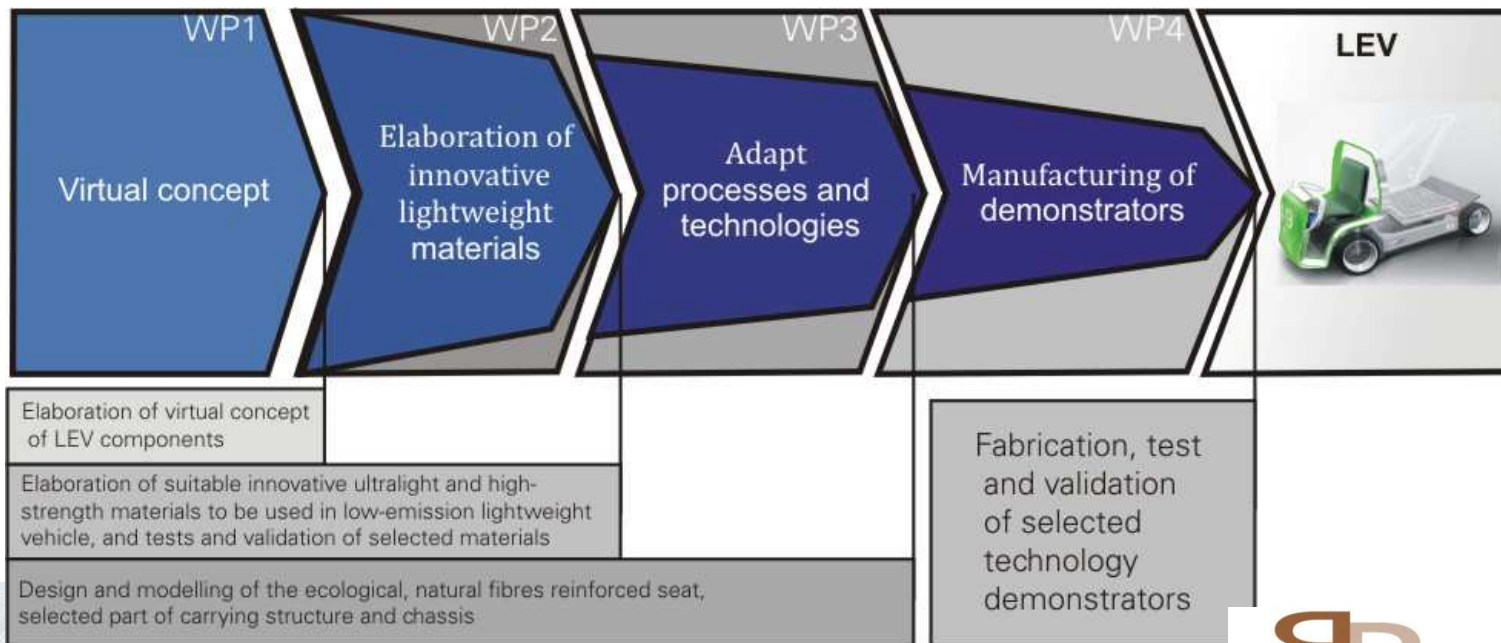 WP1
WP2
WP3
WP4
LEV
Virtual concept
Elaboration of
innovative
lightweight
materials
Adapt
processes and
technologies
Manufacturing of
demonstrators
Elaboration of virtual concept
of LEV components
Elaboration of suitable innovative ultralight and high-
strength materials to be used in low-emission lightweight
vehicle, and tests and validation of selected materials
Design and modelling of the ecological, natural fibres reinforced seat,
selected part of carrying structure and chassis
Fabrication, test
and validation
of selected
technology
demonstrators